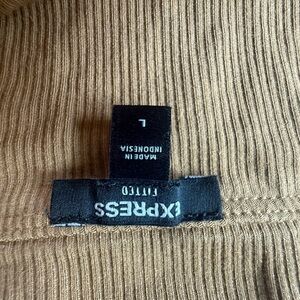 EXPRESS
FITTED
MADE IN
INDONESIA
L